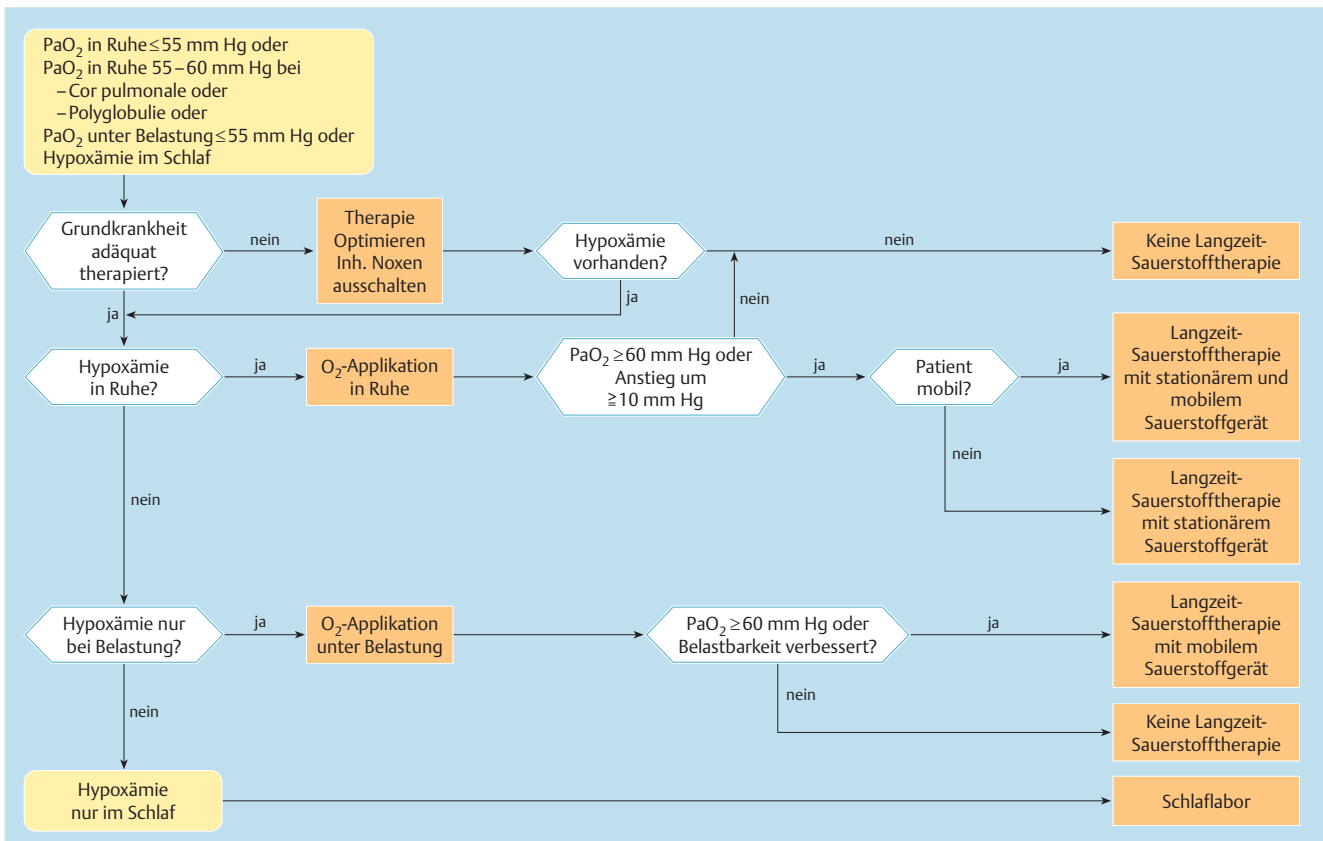 PaO₂ in Ruhe ≤ 55 mm Hg oder
PaO₂ in Ruhe 55–60 mm Hg bei
– Cor pulmonale oder
– Polyglobulie oder
PaO₂ unter Belastung ≤ 55 mm Hg oder
Hypoxämie im Schlaf
Grundkrankheit
adäquat
therapiert?
nein
Therapie
Optimieren
Inh. Noxen
ausschalten
Hypoxämie
vorhanden?
nein
Keine Langzeit-
Sauerstofftherapie
ja
ja
nein
Hypoxämie
in Ruhe?
ja
O₂-Applikation
in Ruhe
PaO₂ ≥ 60 mm Hg oder
Anstieg um
≧10 mm Hg
ja
Patient
mobil?
ja
Langzeit-
Sauerstofftherapie
mit stationärem und
mobilem
Sauerstoffgerät
nein
nein
Langzeit-
Sauerstofftherapie
mit stationärem
Sauerstoffgerät
Hypoxämie nur
bei Belastung?
ja
O₂-Applikation
unter Belastung
PaO₂ ≥ 60 mm Hg oder
Belastbarkeit verbessert?
ja
Langzeit-
Sauerstofftherapie
mit mobilem
Sauerstoffgerät
nein
nein
Keine Langzeit-
Sauerstofftherapie
Hypoxämie
nur im Schlaf
Schlaflabor